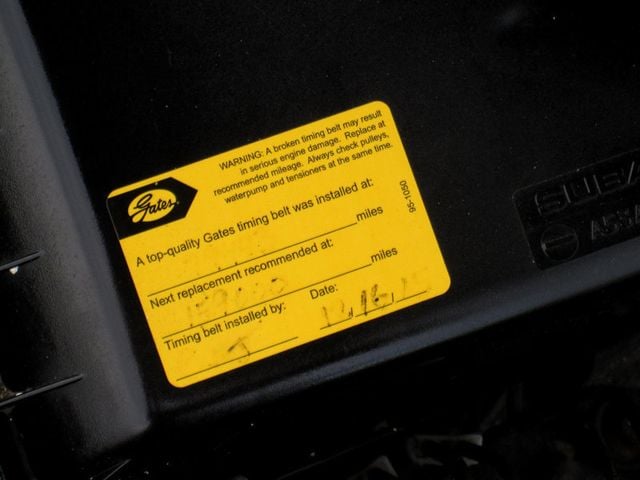 WARNING: A broken timing belt may result
in serious engine damage. Replace at
recommended mileage. Always check pulleys,
waterpump and tensioners at the same time.
Gates
A top-quality Gates timing belt was installed at:
miles
95-1050
Next replacement recommended at:
miles
Timing belt installed by: Date:
J